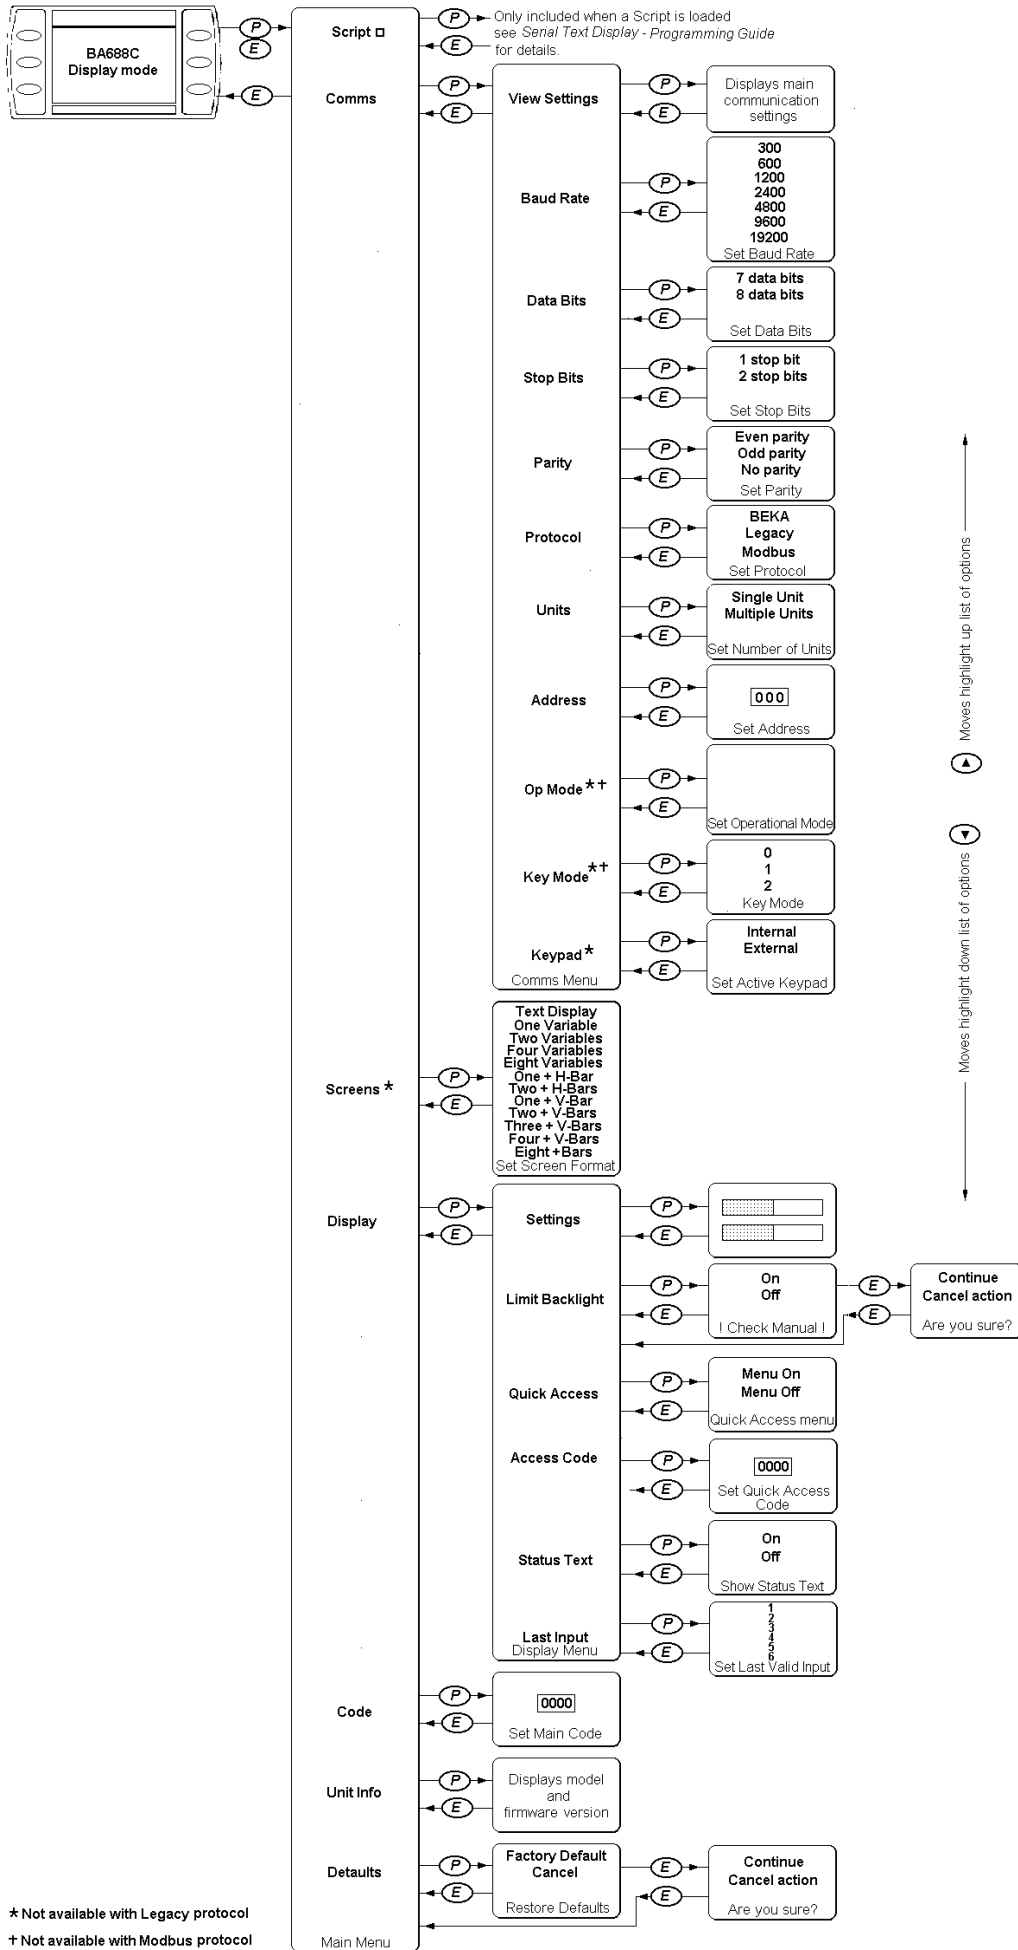 BA688C
Display mode
P
E
E
Script □
P
E
Only included when a Script is loaded
see Serial Text Display - Programming Guide
for details.
Comms
P
E
View Settings
P
E
Displays main
communication
settings
Baud Rate
P
E
300
600
1200
2400
4800
9600
19200
Set Baud Rate
Data Bits
P
E
7 data bits
8 data bits
Set Data Bits
Stop Bits
P
E
1 stop bit
2 stop bits
Set Stop Bits
Parity
P
E
Even parity
Odd parity
No parity
Set Parity
Protocol
P
E
BEKA
Legacy
Modbus
Set Protocol
Units
P
E
Single Unit
Multiple Units
Set Number of Units
Address
P
E
000
Set Address
Op Mode *†
P
E
Set Operational Mode
Key Mode *†
P
E
0
1
2
Key Mode
Keypad *
P
E
Internal
External
Set Active Keypad
Comms Menu
Moves highlight up list of options
Moves highlight down list of options
Screens *
P
E
Text Display
One Variable
Two Variables
Four Variables
Eight Variables
One + H-Bar
Two + H-Bars
One + V-Bar
Two + V-Bars
Three + V-Bars
Four + V-Bars
Eight +Bars
Set Screen Format
Display
P
E
Settings
P
E
Limit Backlight
P
E
On
Off
! Check Manual !
E
E
Continue
Cancel action
Are you sure?
Quick Access
P
E
Menu On
Menu Off
Quick Access menu
Access Code
P
E
0000
Set Quick Access
Code
Status Text
P
E
On
Off
Show Status Text
Last Input
P
E
1
2
3
4
5
6
Set Last Valid Input
Display Menu
Code
P
E
0000
Set Main Code
Unit Info
P
E
Displays model
and
firmware version
Detaults
P
E
Factory Default
Cancel
Restore Defaults
E
E
Continue
Cancel action
Are you sure?
Main Menu
* Not available with Legacy protocol
† Not available with Modbus protocol